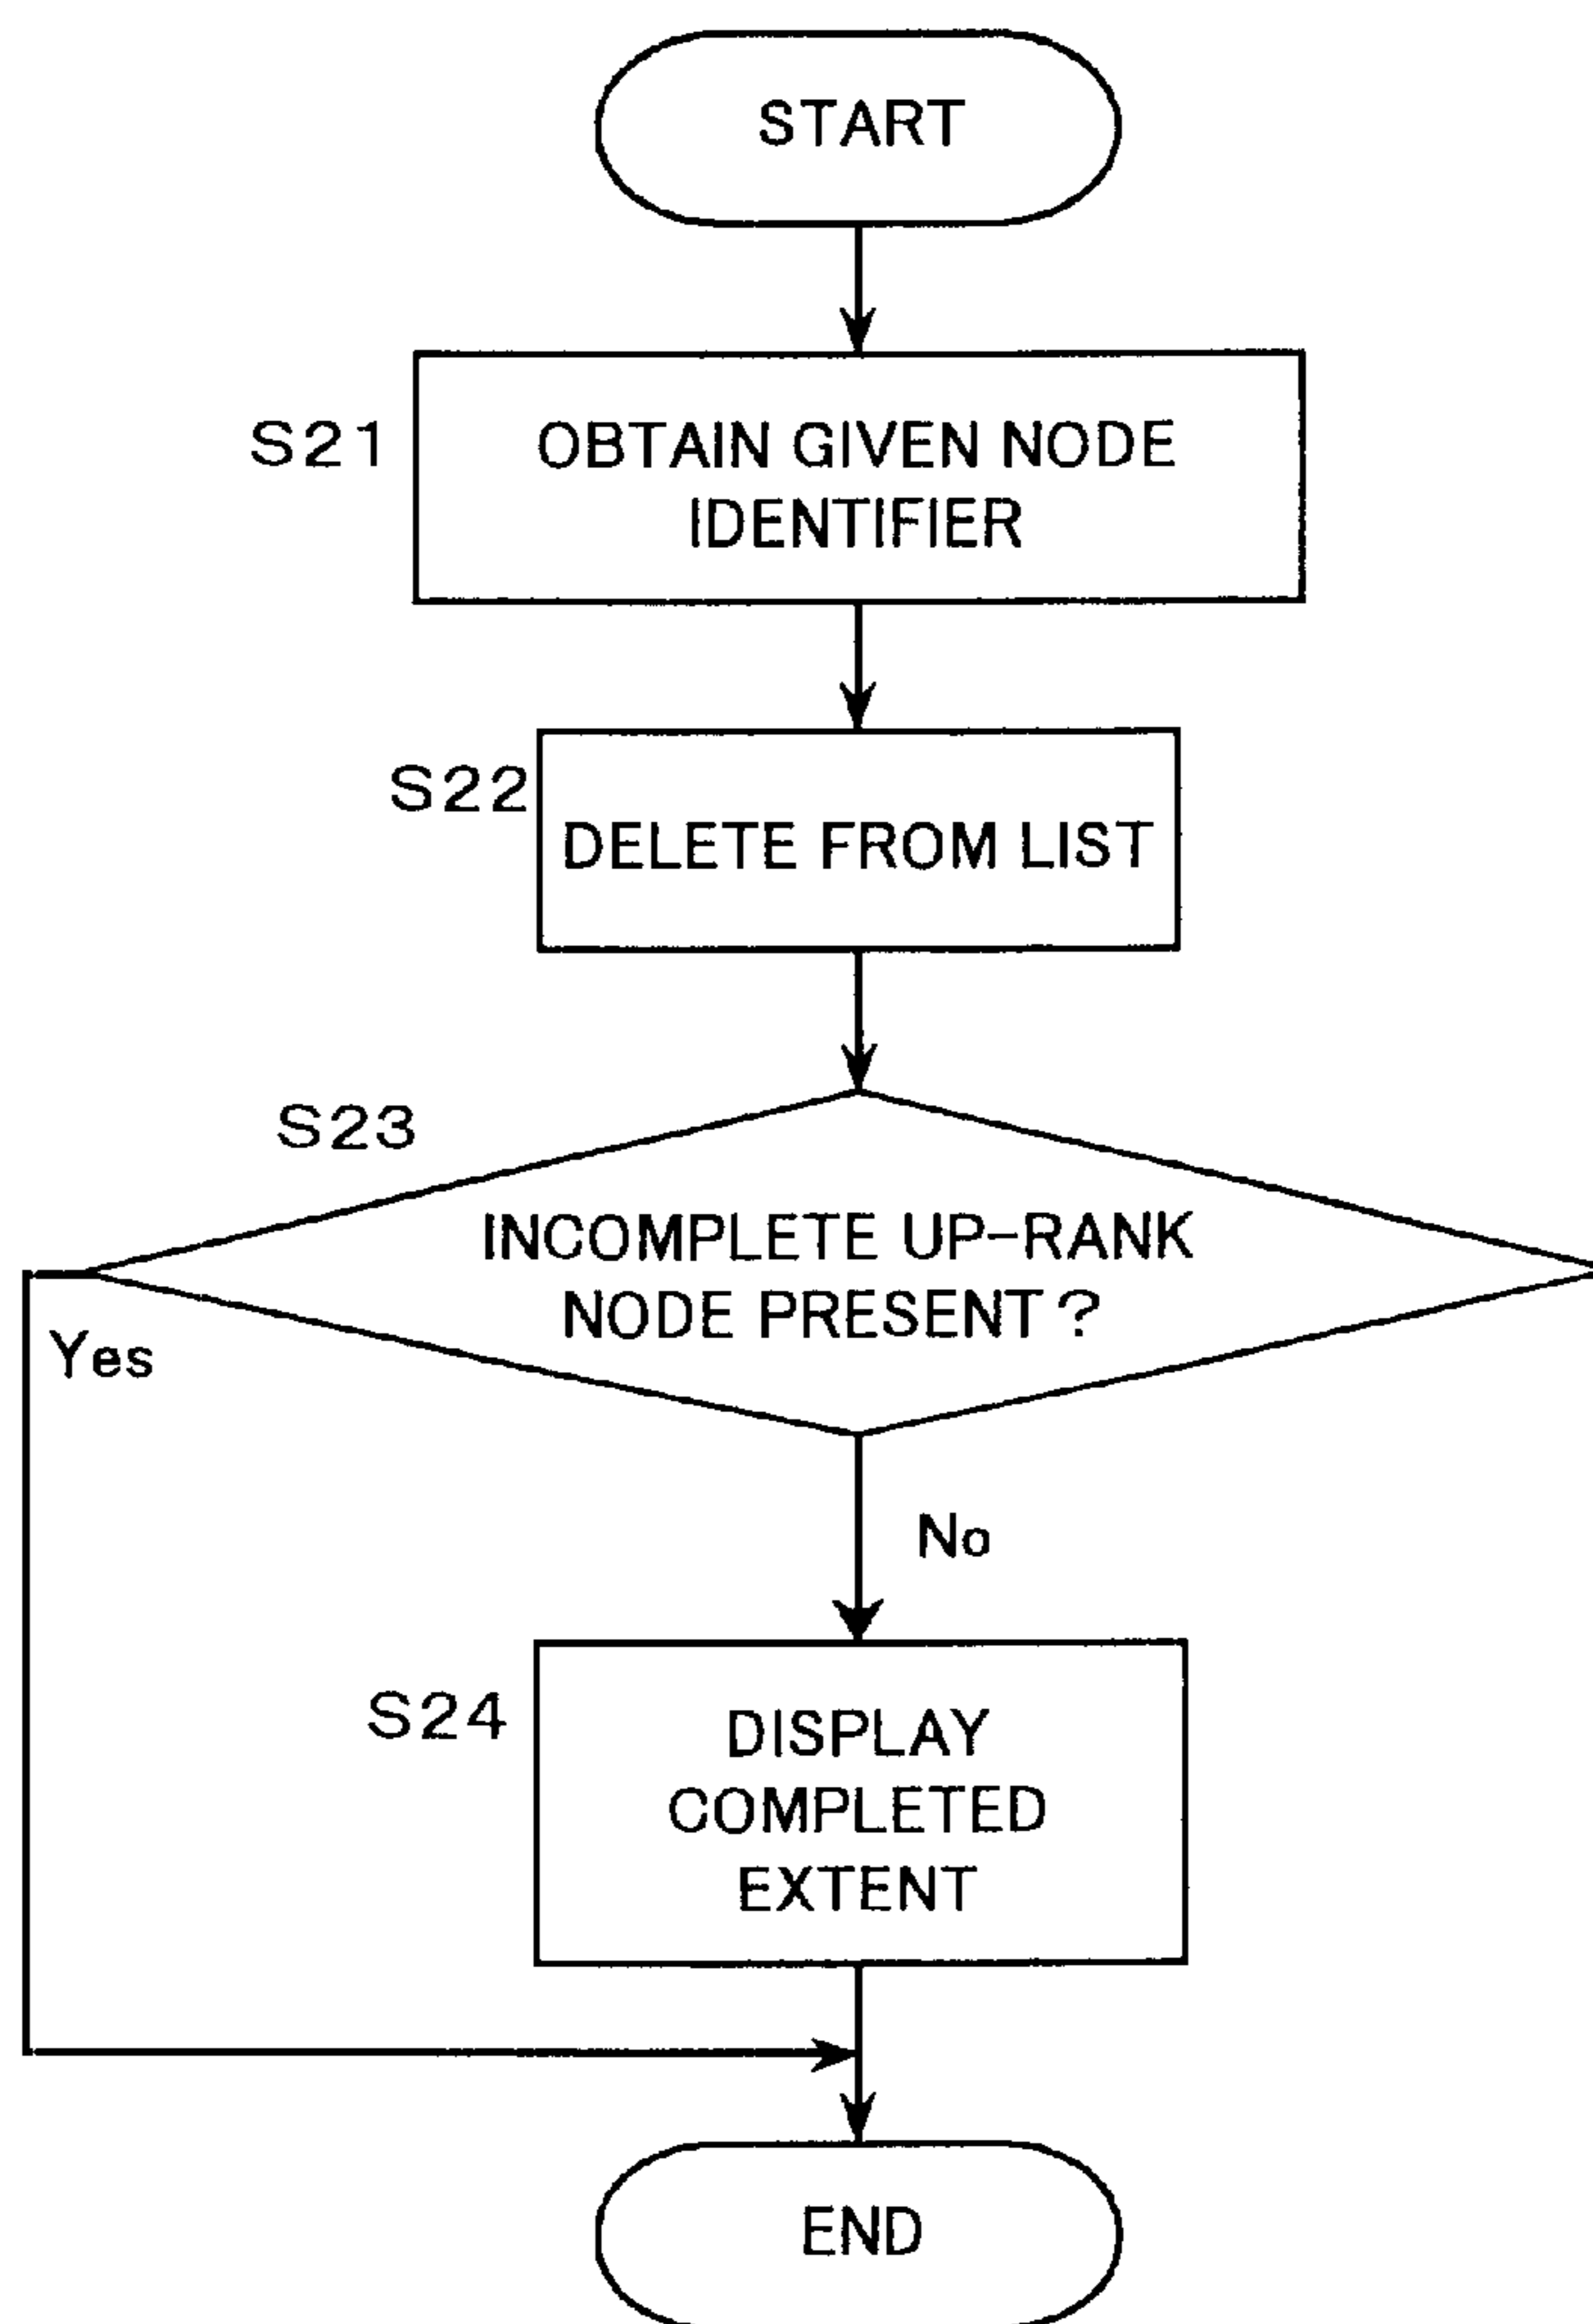 START
S21
OBTAIN GIVEN NODE
IDENTIFIER
S22
DELETE FROM LIST
S23
INCOMPLETE UP-RANK
NODE PRESENT ?
Yes
No
S24
DISPLAY
COMPLETED
EXTENT
END